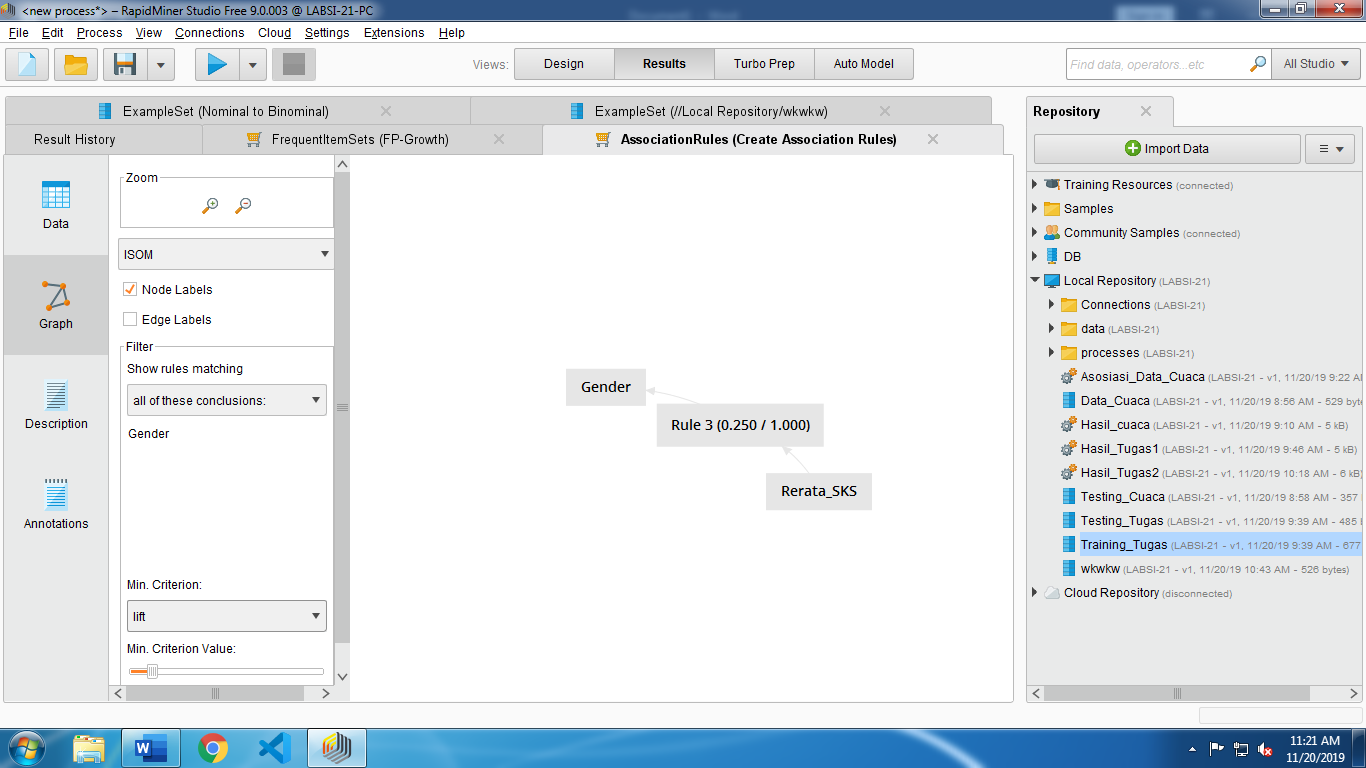 <new process*> – RapidMiner Studio Free 9.0.003 @ LABSI-21-PC
File Edit Process View Connections Cloud Settings Extensions Help
Views: Design Results Turbo Prep Auto Model
Find data, operators...etc
All Studio
ExampleSet (Nominal to Binominal)
ExampleSet (//Local Repository/wkwkw)
Result History
FrequentItemSets (FP-Growth)
AssociationRules (Create Association Rules)
Data
Graph
Description
Annotations
Zoom
ISOM
Node Labels
Edge Labels
Filter
Show rules matching
all of these conclusions:
Gender
Min. Criterion:
lift
Min. Criterion Value:
Gender
Rule 3 (0.250 / 1.000)
Rerata_SKS
Repository
Import Data
Training Resources (connected)
Samples
Community Samples (connected)
DB
Local Repository (LABSI-21)
Connections (LABSI-21)
data (LABSI-21)
processes (LABSI-21)
Asosiasi_Data_Cuaca (LABSI-21 - v1, 11/20/19 9:22 A
Data_Cuaca (LABSI-21 - v1, 11/20/19 8:56 AM - 529 byt
Hasil_cuaca (LABSI-21 - v1, 11/20/19 9:10 AM - 5 kB)
Hasil_Tugas1 (LABSI-21 - v1, 11/20/19 9:46 AM - 5 kB)
Hasil_Tugas2 (LABSI-21 - v1, 11/20/19 10:18 AM - 6 kB)
Testing_Cuaca (LABSI-21 - v1, 11/20/19 8:58 AM - 357
Testing_Tugas (LABSI-21 - v1, 11/20/19 9:39 AM - 485 b
Training_Tugas (LABSI-21 - v1, 11/20/19 9:39 AM - 677
wkwkw (LABSI-21 - v1, 11/20/19 10:43 AM - 526 bytes)
Cloud Repository (disconnected)
11:21 AM
11/20/2019